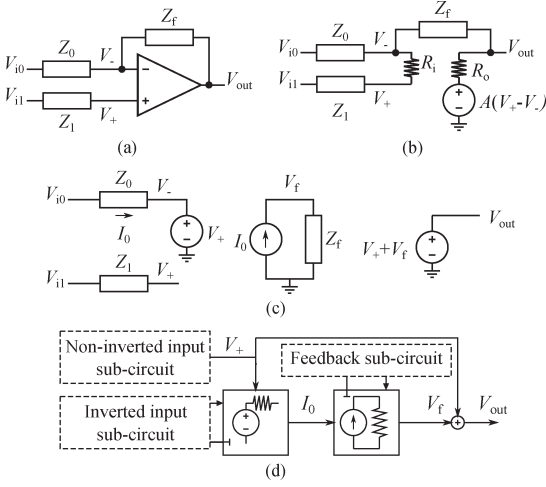 Z_f
Z_0 V_-
V_i0
V_i1
V_out
Z_1 V_+
(a)
Z_f
Z_0 V_-
V_i0
V_out
R_i
R_o
V_i1
Z_1 V_+
A(V_+-V_-)
(b)
Z_0 V_-
V_i0
I_0
V_+
Z_1 V_+
V_i1
V_f
I_0
Z_f
V_out
V_++V_f
(c)
Non-inverted input
sub-circuit
V_+
Feedback sub-circuit
Inverted input
sub-circuit
I_0
V_f
V_out
(d)